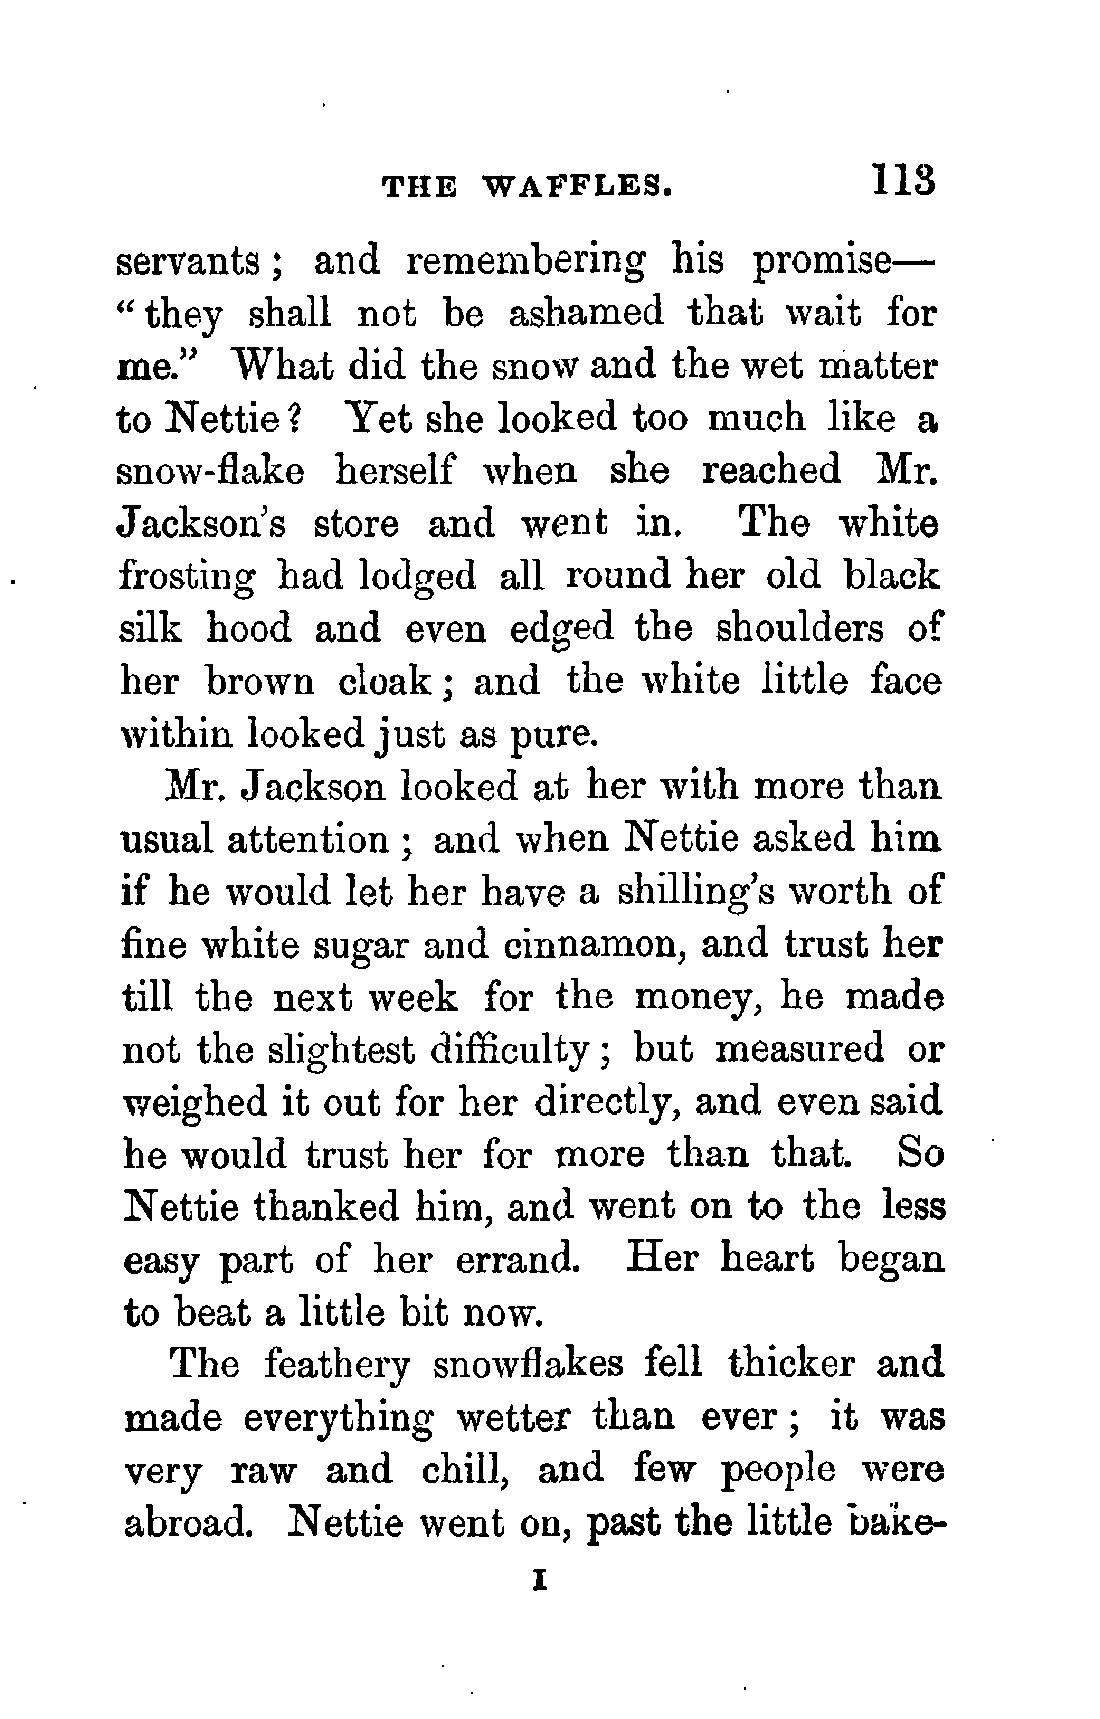 THE WAFFLES. 113
servants ; and remembering his promise—
“ they shall not be ashamed that wait for
me.” What did the snow and the wet matter
to Nettie ? Yet she looked too much like a
snow-flake herself when she reached Mr.
Jackson’s store and went in. The white
frosting had lodged all round her old black
silk hood and even edged the shoulders of
her brown cloak ; and the white little face
within looked just as pure.
Mr. Jackson looked at her with more than
usual attention ; and when Nettie asked him
if he would let her have a shilling’s worth of
fine white sugar and cinnamon, and trust her
till the next week for the money, he made
not the slightest difficulty ; but measured or
weighed it out for her directly, and even said
he would trust her for more than that. So
Nettie thanked him, and went on to the less
easy part of her errand. Her heart began
to beat a little bit now.
The feathery snowflakes fell thicker and
made everything wetter than ever ; it was
very raw and chill, and few people were
abroad. Nettie went on, past the little bake-
I